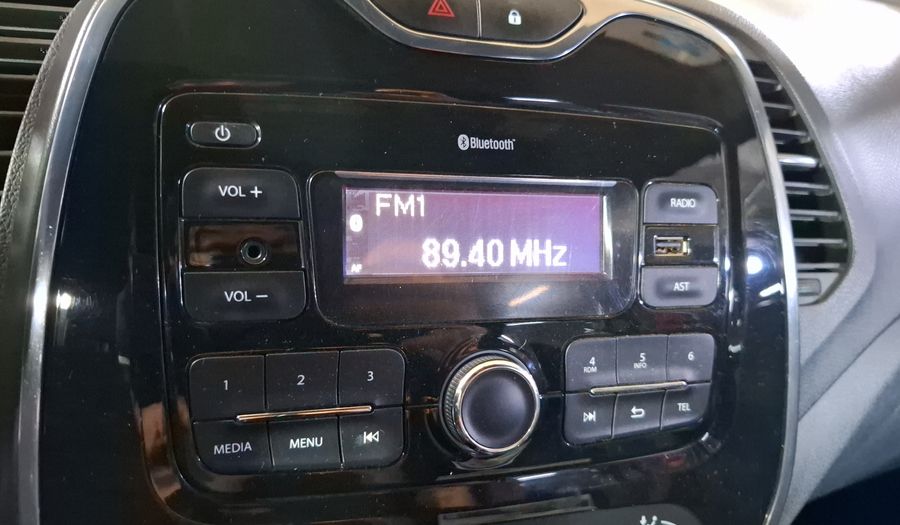 Bluetooth
VOL +
FM1
RADIO
89.40 MHz
AF
VOL −
AST
1
2
3
4
RDM
5
INFO
6
MEDIA
MENU
TEL